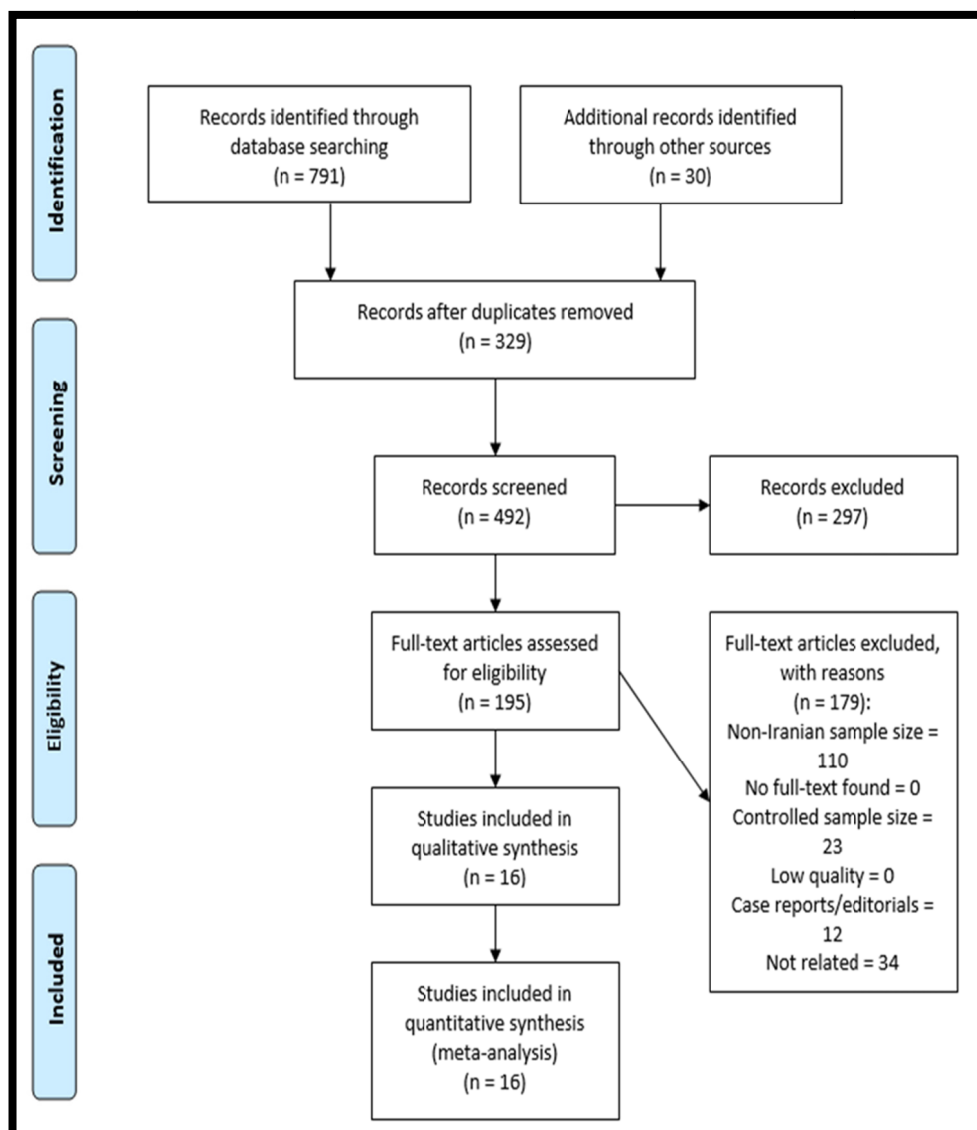 Identification
Records identified through
database searching
(n = 791)
Additional records identified
through other sources
(n = 30)
Records after duplicates removed
(n = 329)
Screening
Records screened
(n = 492)
Records excluded
(n = 297)
Eligibility
Full-text articles assessed
for eligibility
(n = 195)
Full-text articles excluded,
with reasons
(n = 179):
Non-Iranian sample size =
110
No full-text found = 0
Controlled sample size =
23
Low quality = 0
Case reports/editorials =
12
Not related = 34
Studies included in
qualitative synthesis
(n = 16)
Included
Studies included in
quantitative synthesis
(meta-analysis)
(n = 16)